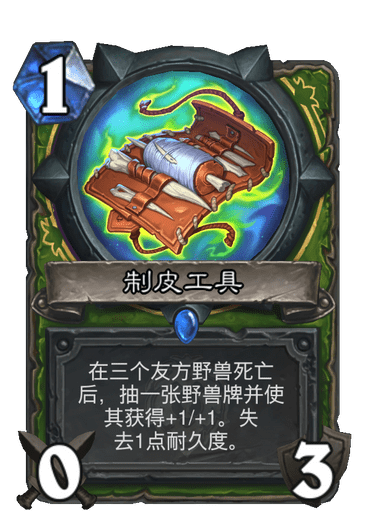 1
制皮工具
在三个友方野兽死亡
后，抽一张野兽牌并使
其获得+1/+1。失
去1点耐久度。
0
3